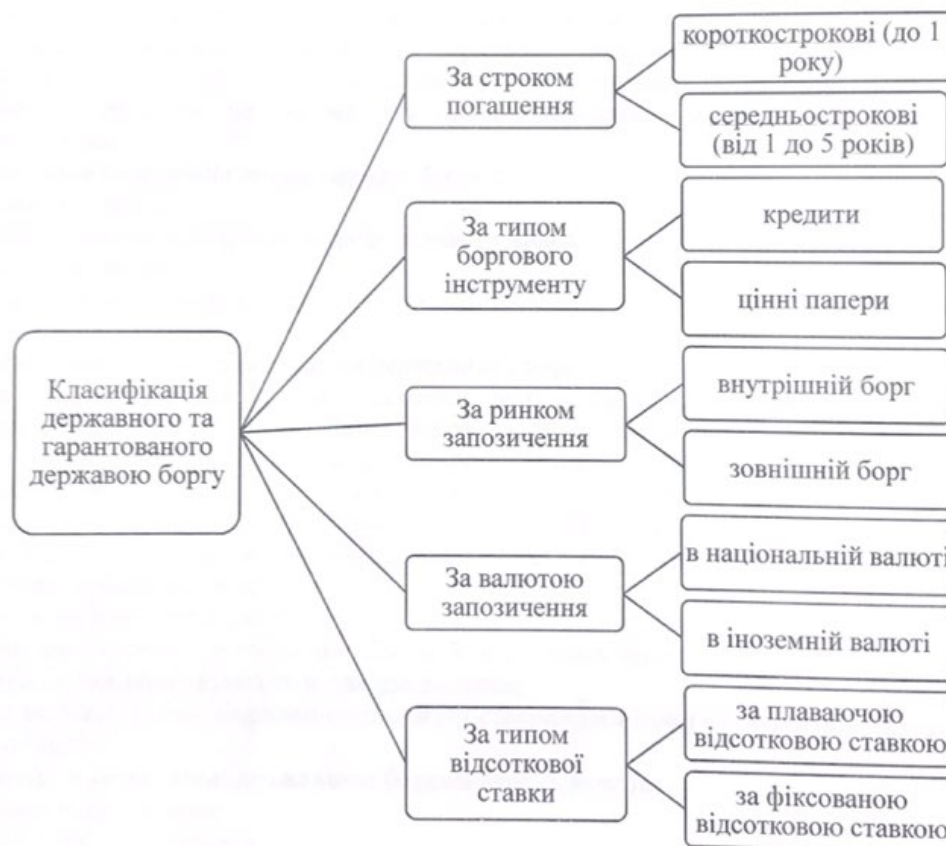 Класифікація
державного та
гарантованого
державою боргу
За строком
погашення
короткострокові (до 1
року)
середньострокові
(від 1 до 5 років)
За типом
боргового
інструменту
кредити
цінні папери
За ринком
запозичення
внутрішній борг
зовнішній борг
За валютою
запозичення
в національній валюті
в іноземній валюті
За типом
відсоткової
ставки
за плаваючою
відсотковою ставкою
за фіксованою
відсотковою ставкою